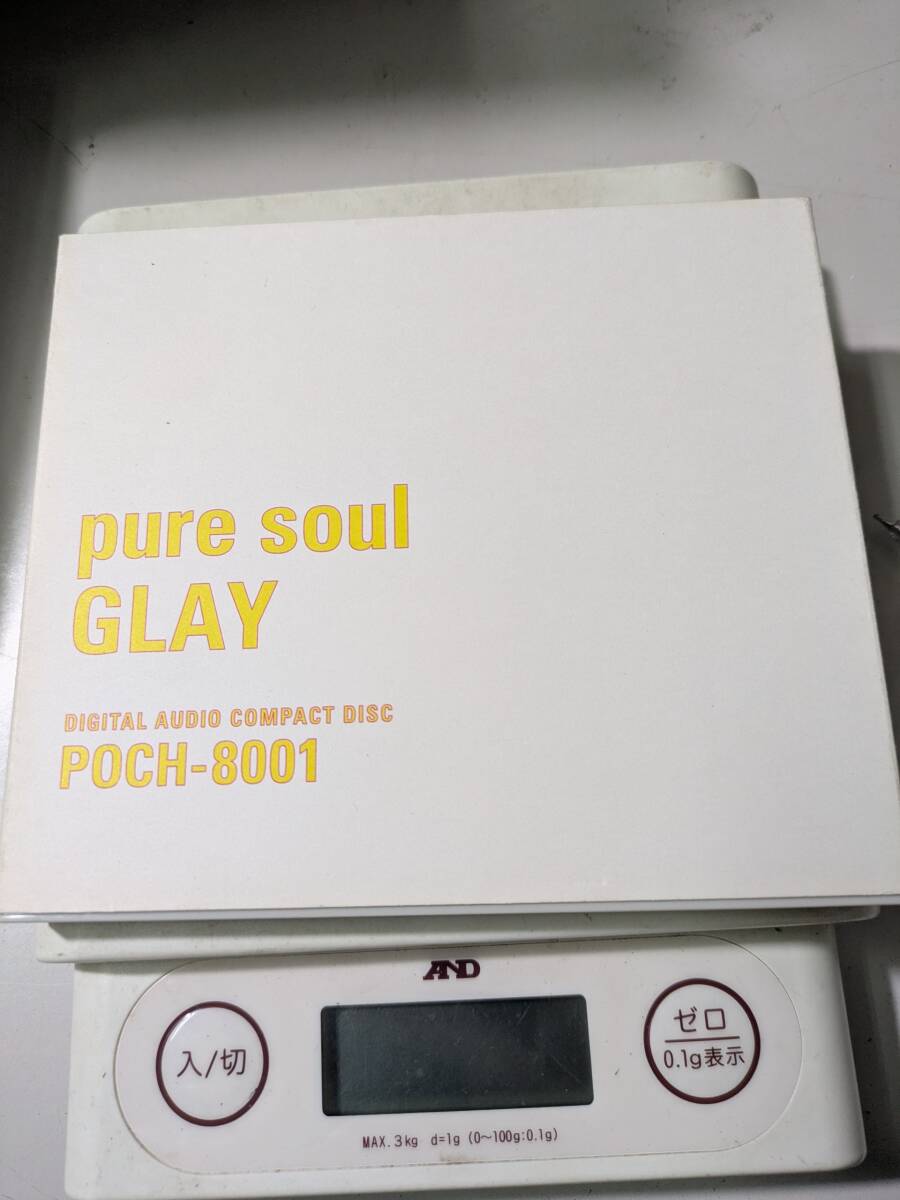 pure soul
GLAY
DIGITAL AUDIO COMPACT DISC
POCH-8001
AND
入/切
ゼロ
0.1g表示
MAX. 3kg d=1g (0~100g:0.1g)